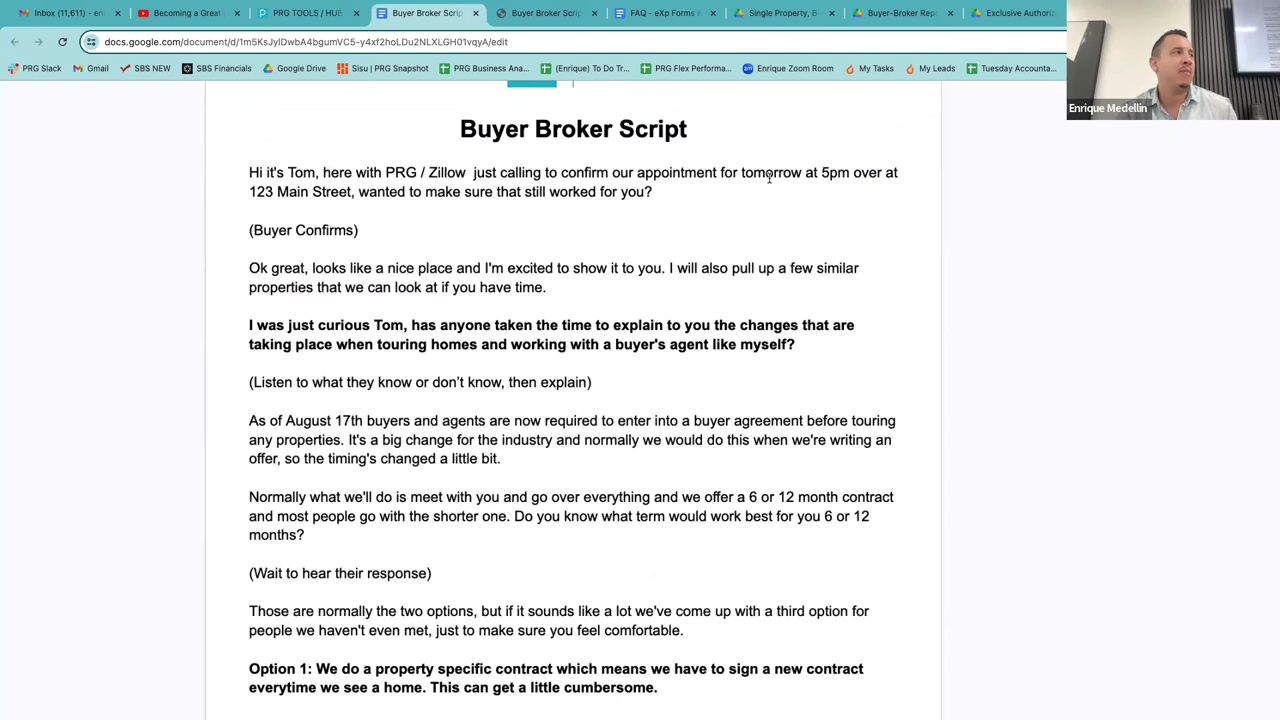 Inbox (11,611) - en
Becoming a Great
PRG TOOLS / HUB
Buyer Broker Scri
Buyer Broker Scri
FAQ - eXp Forms &
Single Property, B
Buyer-Broker Rep
Exclusive Authoriz
docs.google.com/document/d/1m5KsJylDwbA4bgumVC5-y4xf2hoLDu2NLXLGH01vqyA/edit
PRG Slack
Gmail
SBS NEW
SBS Financials
Google Drive
Sisu | PRG Snapshot
PRG Business Ana...
(Enrique) To Do Tr...
PRG Flex Performa...
Enrique Zoom Room
My Tasks
My Leads
Tuesday Accounta...
Enrique Medellin
Buyer Broker Script
Hi it's Tom, here with PRG / Zillow just calling to confirm our appointment for tomorrow at 5pm over at
123 Main Street, wanted to make sure that still worked for you?
(Buyer Confirms)
Ok great, looks like a nice place and I'm excited to show it to you. I will also pull up a few similar
properties that we can look at if you have time.
I was just curious Tom, has anyone taken the time to explain to you the changes that are
taking place when touring homes and working with a buyer's agent like myself?
(Listen to what they know or don't know, then explain)
As of August 17th buyers and agents are now required to enter into a buyer agreement before touring
any properties. It's a big change for the industry and normally we would do this when we're writing an
offer, so the timing's changed a little bit.
Normally what we'll do is meet with you and go over everything and we offer a 6 or 12 month contract
and most people go with the shorter one. Do you know what term would work best for you 6 or 12
months?
(Wait to hear their response)
Those are normally the two options, but if it sounds like a lot we've come up with a third option for
people we haven't even met, just to make sure you feel comfortable.
Option 1: We do a property specific contract which means we have to sign a new contract
everytime we see a home. This can get a little cumbersome.